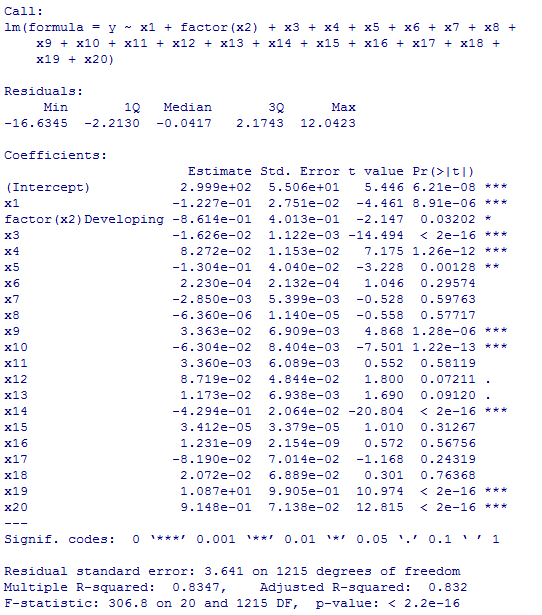 Call:
lm(formula = y ~ x1 + factor(x2) + x3 + x4 + x5 + x6 + x7 + x8 +
    x9 + x10 + x11 + x12 + x13 + x14 + x15 + x16 + x17 + x18 +
    x19 + x20)
Residuals:
     Min       1Q   Median       3Q      Max
-16.6345  -2.2130  -0.0417   2.1743  12.0423
Coefficients:
                       Estimate Std. Error t value Pr(>|t|)
(Intercept)           2.999e+02  5.506e+01   5.446 6.21e-08 ***
x1                   -1.227e-01  2.751e-02  -4.461 8.91e-06 ***
factor(x2)Developing -8.614e-01  4.013e-01  -2.147  0.03202 *
x3                   -1.626e-02  1.122e-03 -14.494  < 2e-16 ***
x4                    8.272e-02  1.153e-02   7.175 1.26e-12 ***
x5                   -1.304e-01  4.040e-02  -3.228  0.00128 **
x6                    2.230e-04  2.132e-04   1.046  0.29574
x7                   -2.850e-03  5.399e-03  -0.528  0.59763
x8                   -6.360e-06  1.140e-05  -0.558  0.57717
x9                    3.363e-02  6.909e-03   4.868 1.28e-06 ***
x10                  -6.304e-02  8.404e-03  -7.501 1.22e-13 ***
x11                   3.360e-03  6.089e-03   0.552  0.58119
x12                   8.719e-02  4.844e-02   1.800  0.07211 .
x13                   1.173e-02  6.938e-03   1.690  0.09120 .
x14                  -4.294e-01  2.064e-02 -20.804  < 2e-16 ***
x15                   3.412e-05  3.379e-05   1.010  0.31267
x16                   1.231e-09  2.154e-09   0.572  0.56756
x17                  -8.190e-02  7.014e-02  -1.168  0.24319
x18                   2.072e-02  6.889e-02   0.301  0.76368
x19                   1.087e+01  9.905e-01  10.974  < 2e-16 ***
x20                   9.148e-01  7.138e-02  12.815  < 2e-16 ***
---
Signif. codes:  0 ‘***’ 0.001 ‘**’ 0.01 ‘*’ 0.05 ‘.’ 0.1 ‘ ’ 1
Residual standard error: 3.641 on 1215 degrees of freedom
Multiple R-squared:  0.8347,    Adjusted R-squared:  0.832
F-statistic: 306.8 on 20 and 1215 DF,  p-value: < 2.2e-16